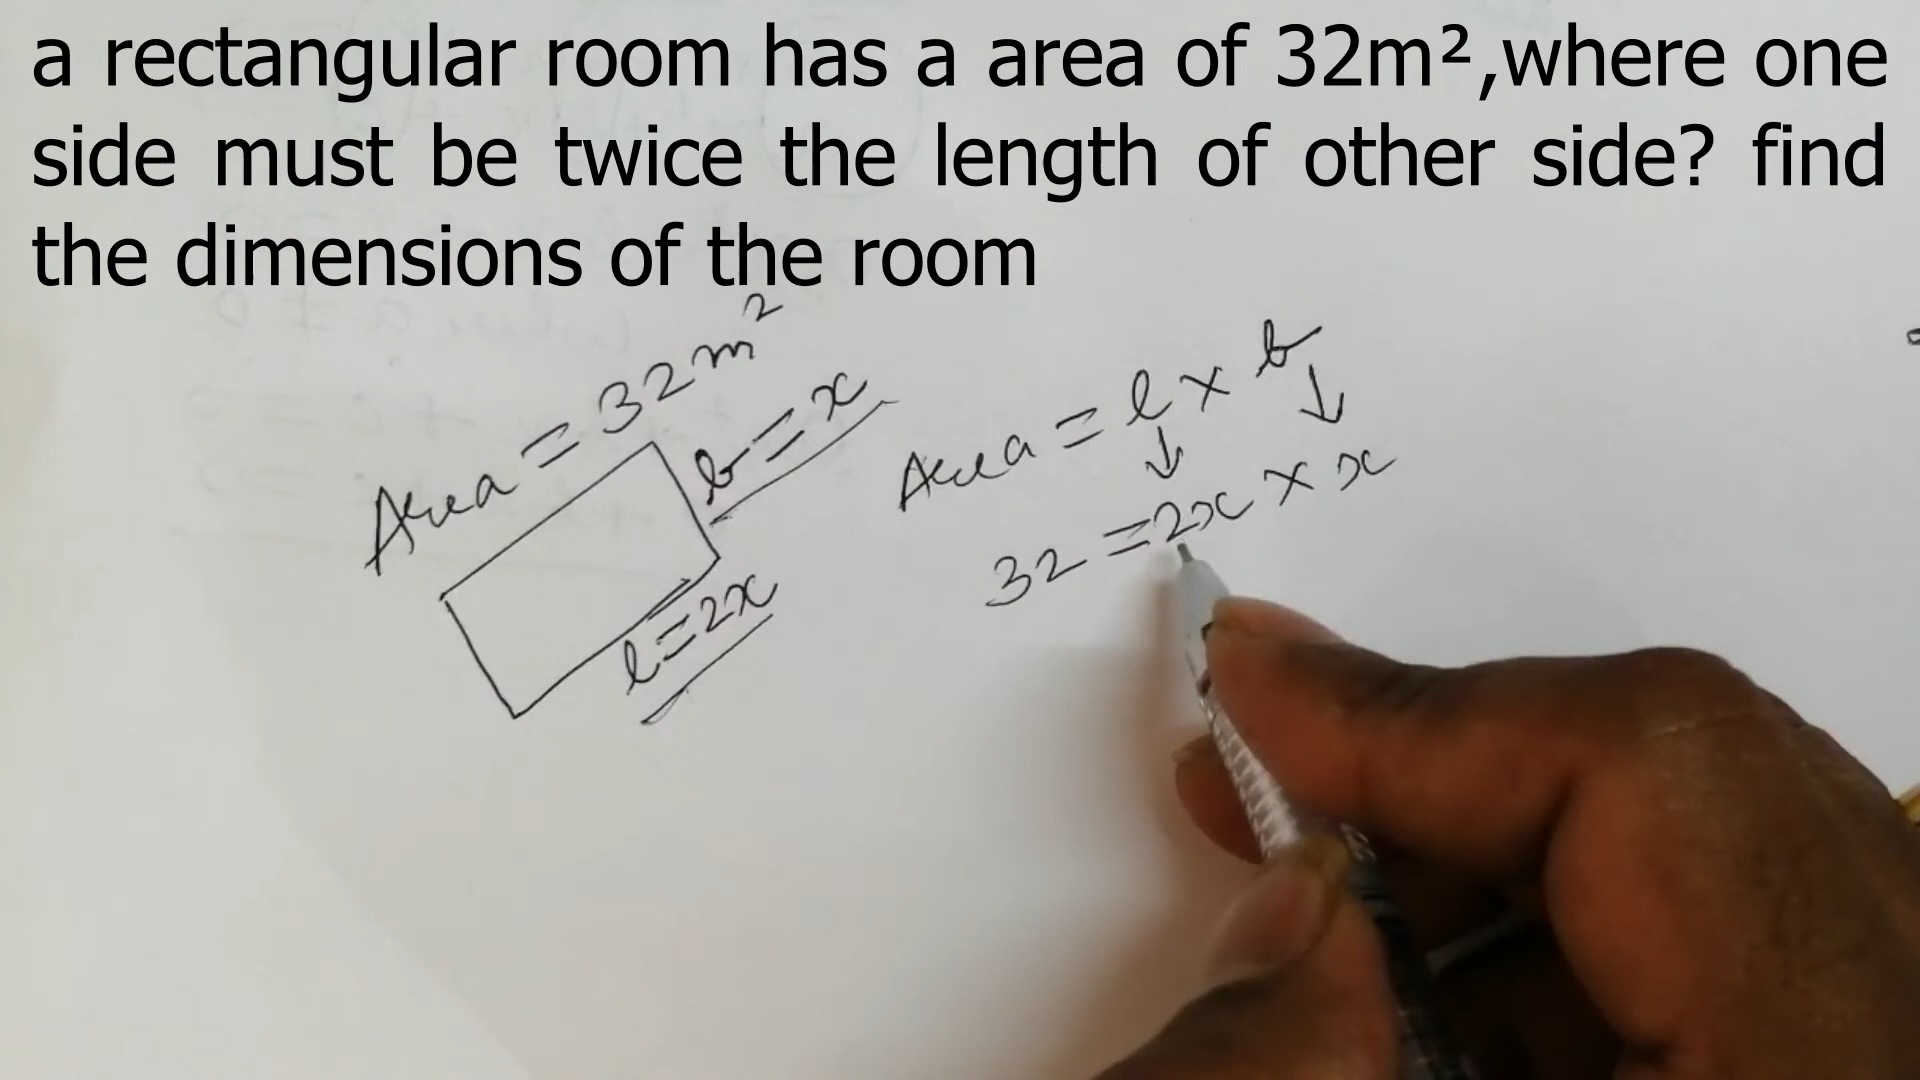 a rectangular room has a area of 32m²,where one
side must be twice the length of other side? find
the dimensions of the room
Area = 32m²
b = x
l = 2x
Area = l × b
32 = 2x × x